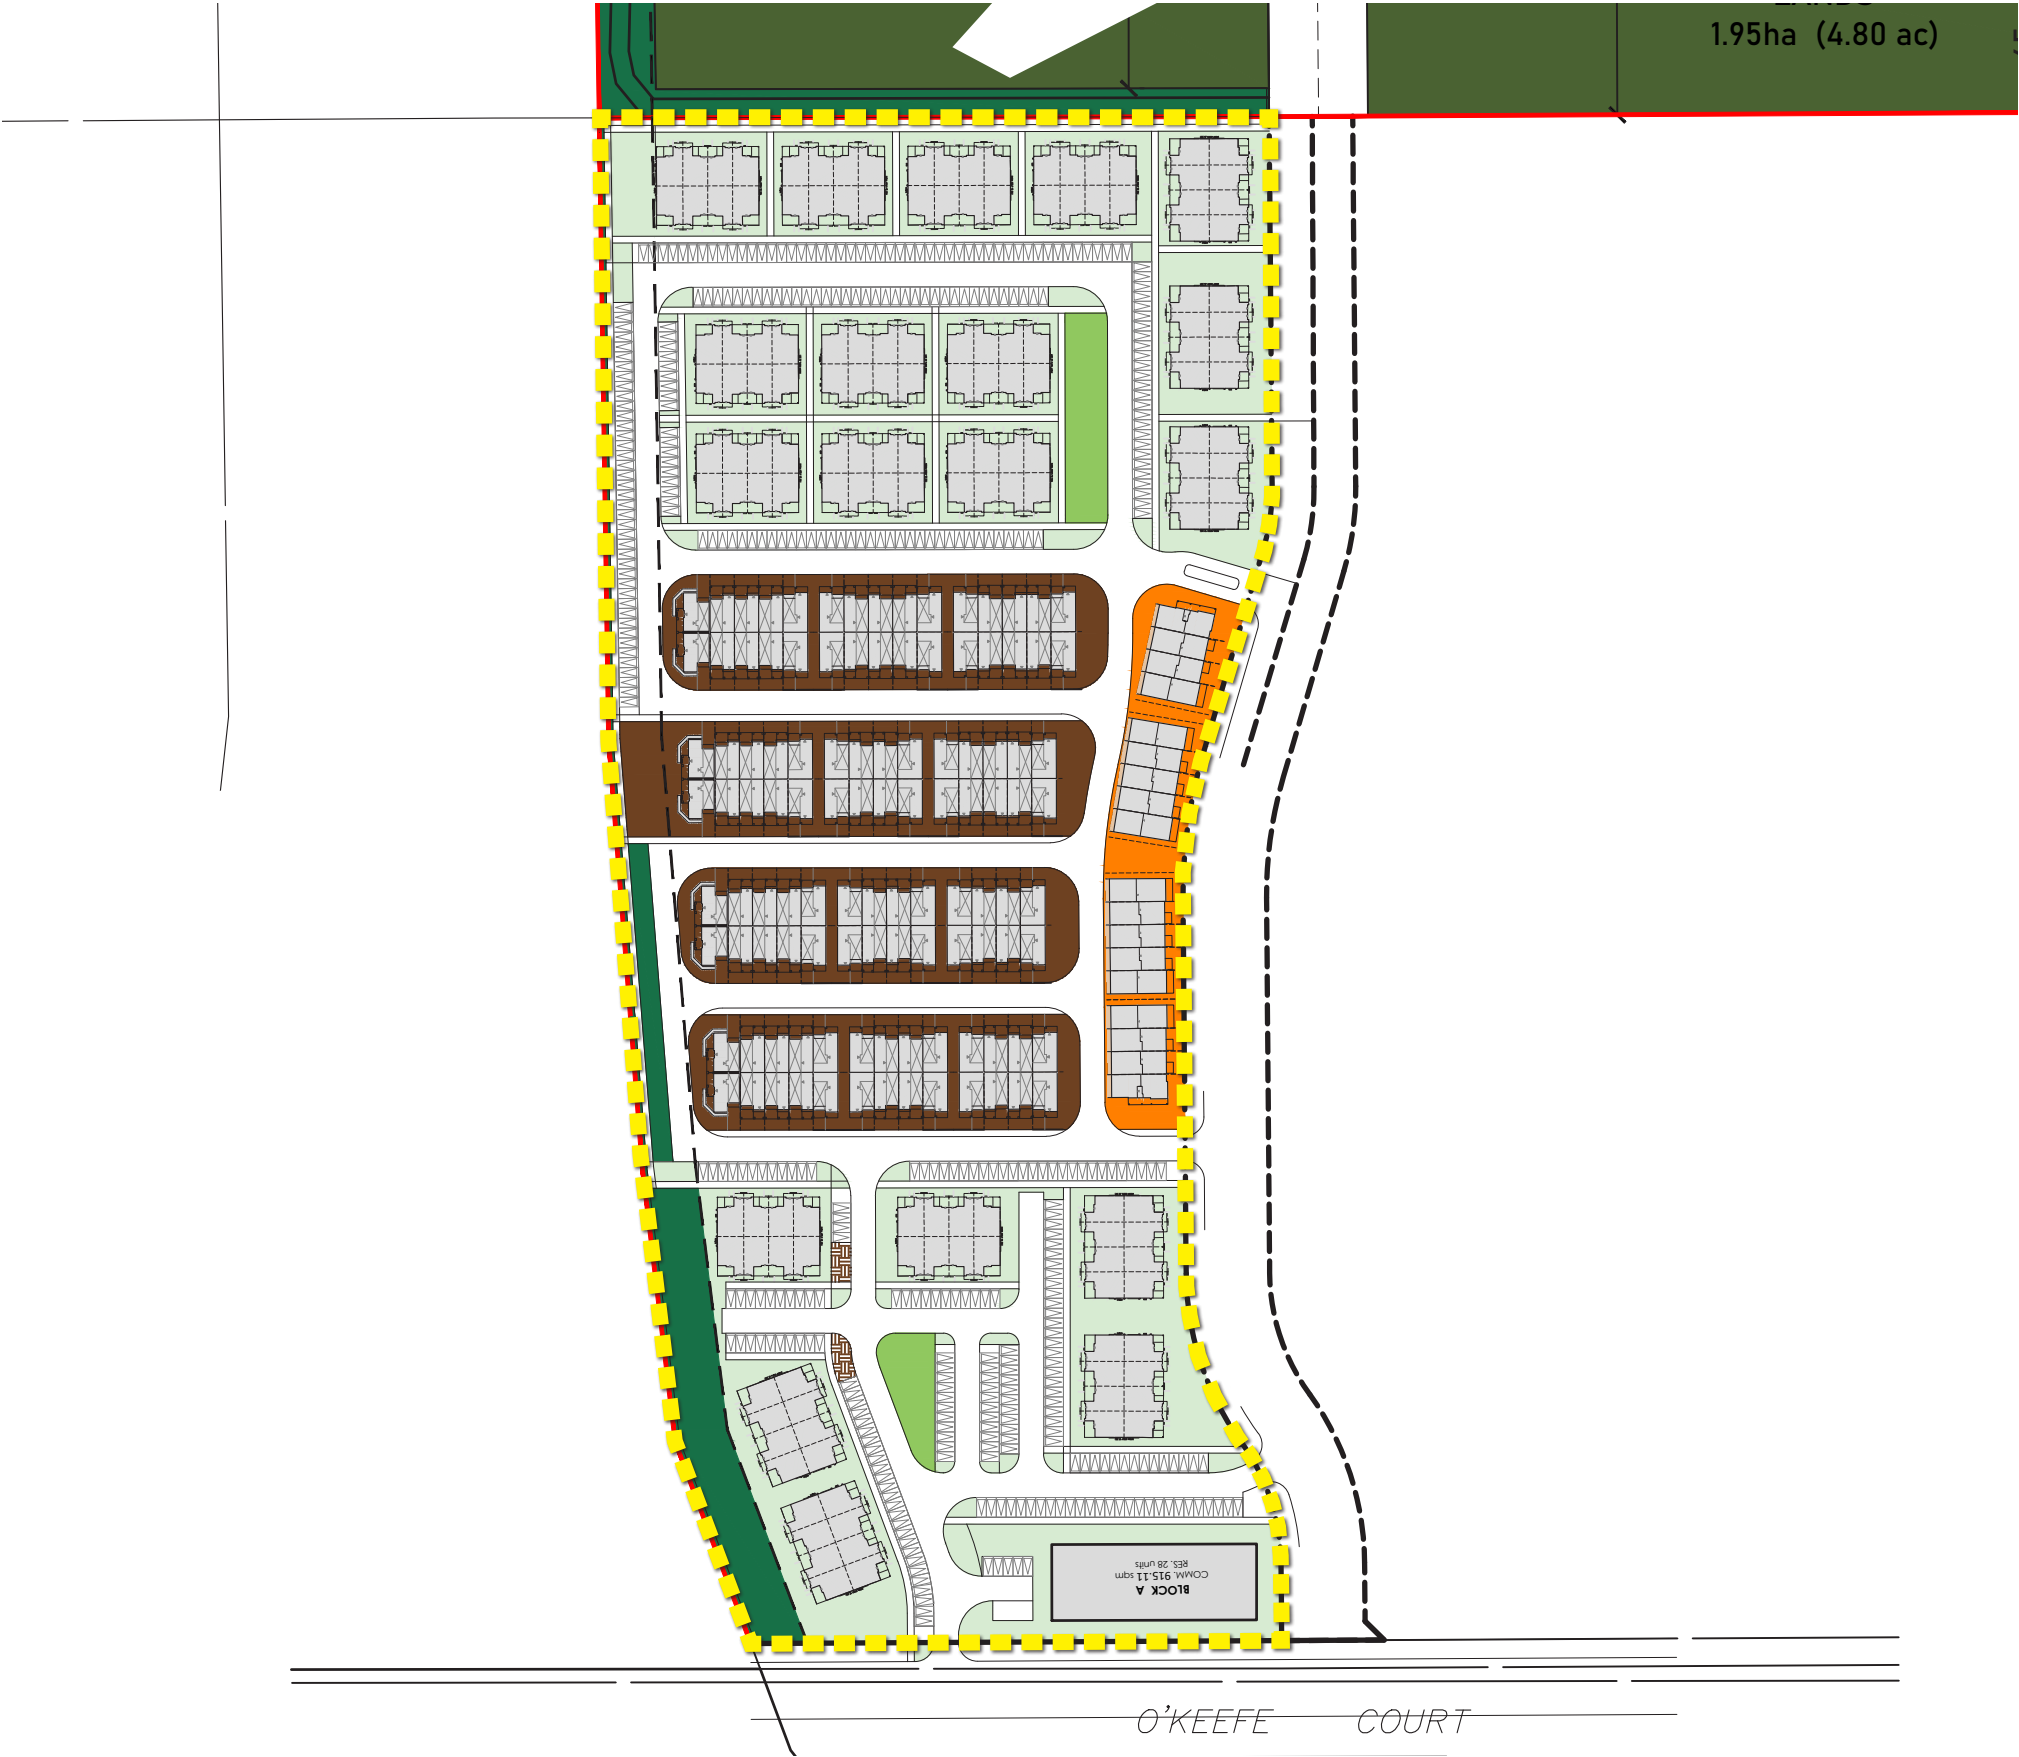 1.95ha (4.80 ac)
BLOCK A
COMM. 915.11 sqm
RES. 28 units
O'KEEFE COURT